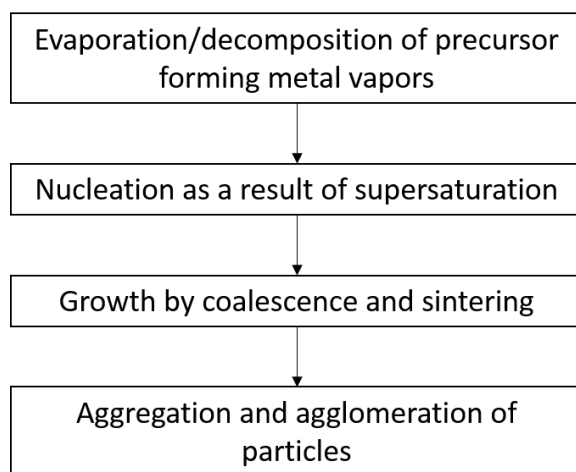 Evaporation/decomposition of precursor
forming metal vapors
Nucleation as a result of supersaturation
Growth by coalescence and sintering
Aggregation and agglomeration of
particles